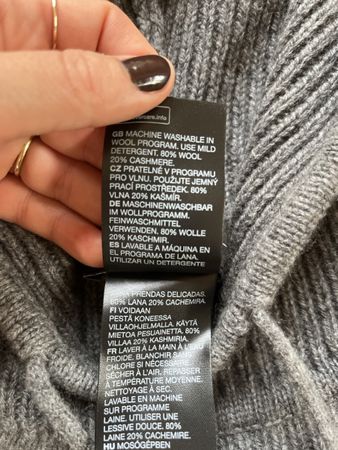 care.info
GB MACHINE WASHABLE IN
WOOL PROGRAM. USE MILD
DETERGENT. 80% WOOL
20% CASHMERE.
CZ PRATELNÉ V PROGRAMU
PRO VLNU. POUŽIJTE JEMNÝ
PRACÍ PROSTŘEDEK. 80%
VLNA 20% KAŠMÍR.
DE MASCHINENWASCHBAR
IM WOLLPROGRAMM.
FEINWASCHMITTEL
VERWENDEN. 80% WOLLE
20% KASCHMIR.
ES LAVABLE A MÁQUINA EN
EL PROGRAMA DE LANA.
UTILIZAR UN DETERGENTE
PRENDAS DELICADAS.
80% LANA 20% CACHEMIRA.
FI VOIDAAN
PESTÄ KONEESSA
VILLAOHJELMALLA. KÄYTÄ
MIETOA PESUAINETTA. 80%
VILLAA 20% KASHMIRIA.
FR LAVER À LA MAIN À L'EAU
FROIDE. BLANCHIR SANS
CHLORE SI NÉCESSAIRE.
SÉCHER À L'AIR. REPASSER
À TEMPÉRATURE MOYENNE.
NETTOYAGE À SEC.
LAVABLE EN MACHINE
SUR PROGRAMME
LAINE. UTILISER UNE
LESSIVE DOUCE. 80%
LAINE 20% CACHEMIRE.
HU MOSÓGÉPBEN